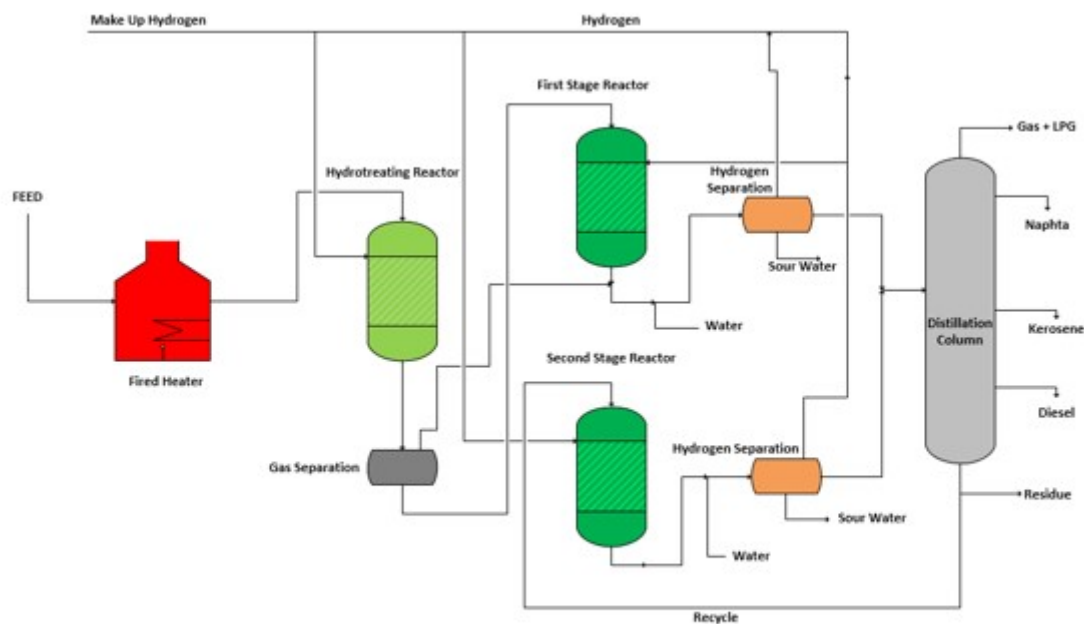 Make Up Hydrogen
Hydrogen
First Stage Reactor
Gas + LPG
Hydrotreating Reactor
Hydrogen
Separation
FEED
Naphta
Sour Water
Water
Distillation
Column
Kerosene
Fired Heater
Second Stage Reactor
Diesel
Gas Separation
Hydrogen Separation
Residue
Sour Water
Water
Recycle